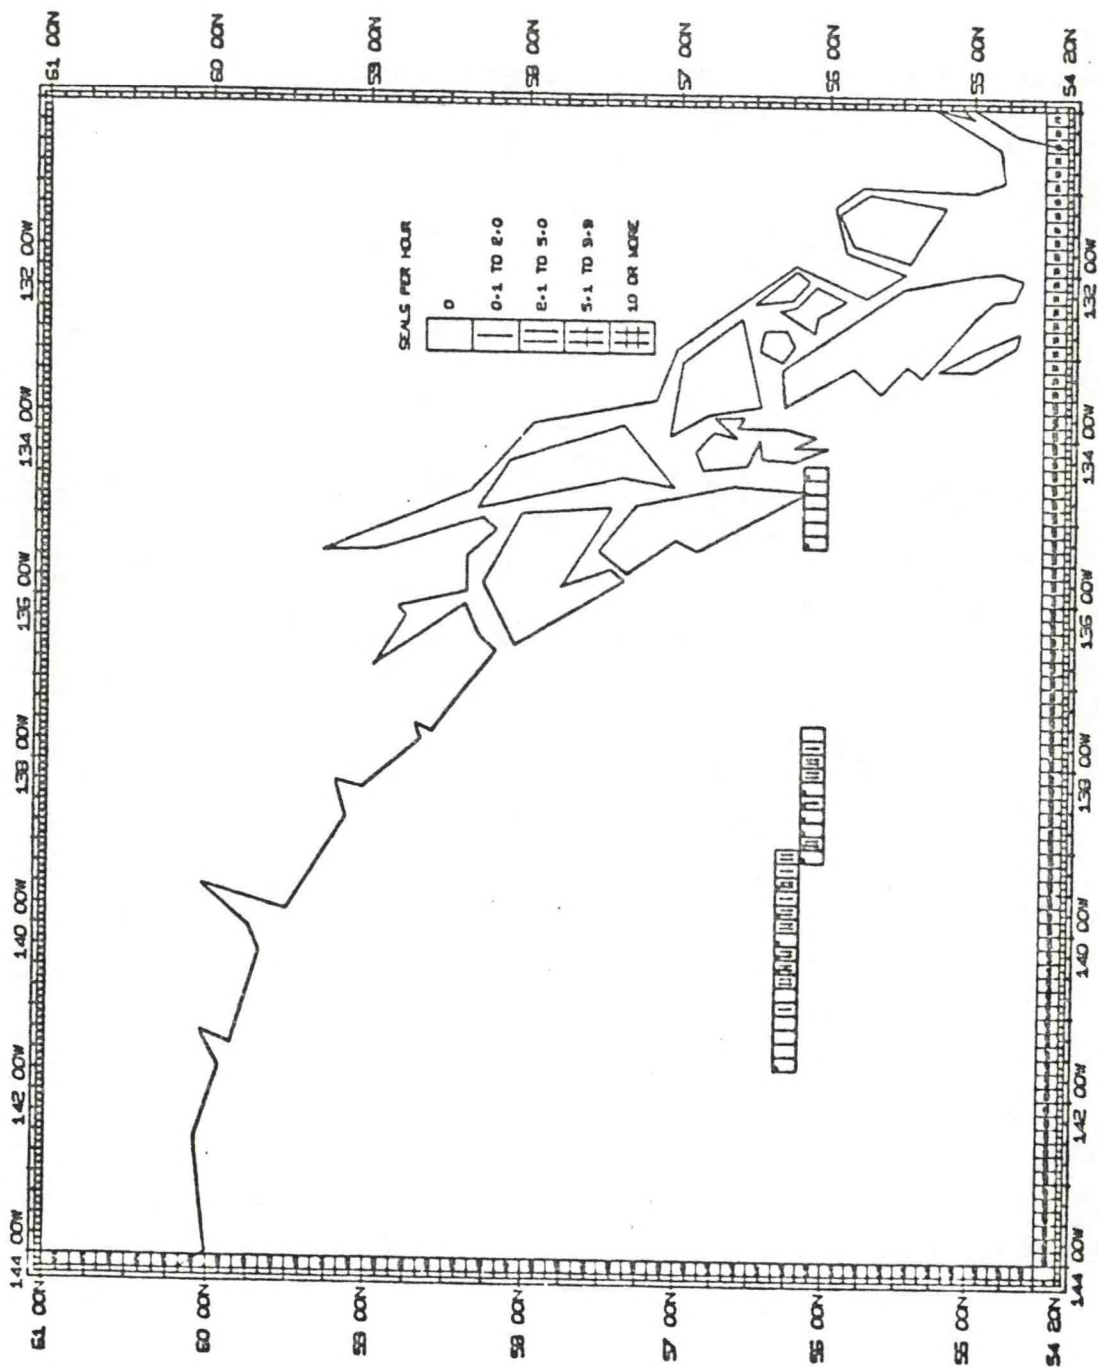 144 00W 142 00W 140 00W 138 00W 136 00W 134 00W 132 00W
61 00N 61 00N
60 00N 60 00N
59 00N 59 00N
SEALS PER HOUR
0
0.1 TO 2.0
2.1 TO 5.0
5.1 TO 9.9
10 OR MORE
58 00N 58 00N
57 00N 57 00N
56 00N 56 00N
55 00N 55 00N
54 20N 54 20N
144 00W 142 00W 140 00W 138 00W 136 00W 134 00W 132 00W